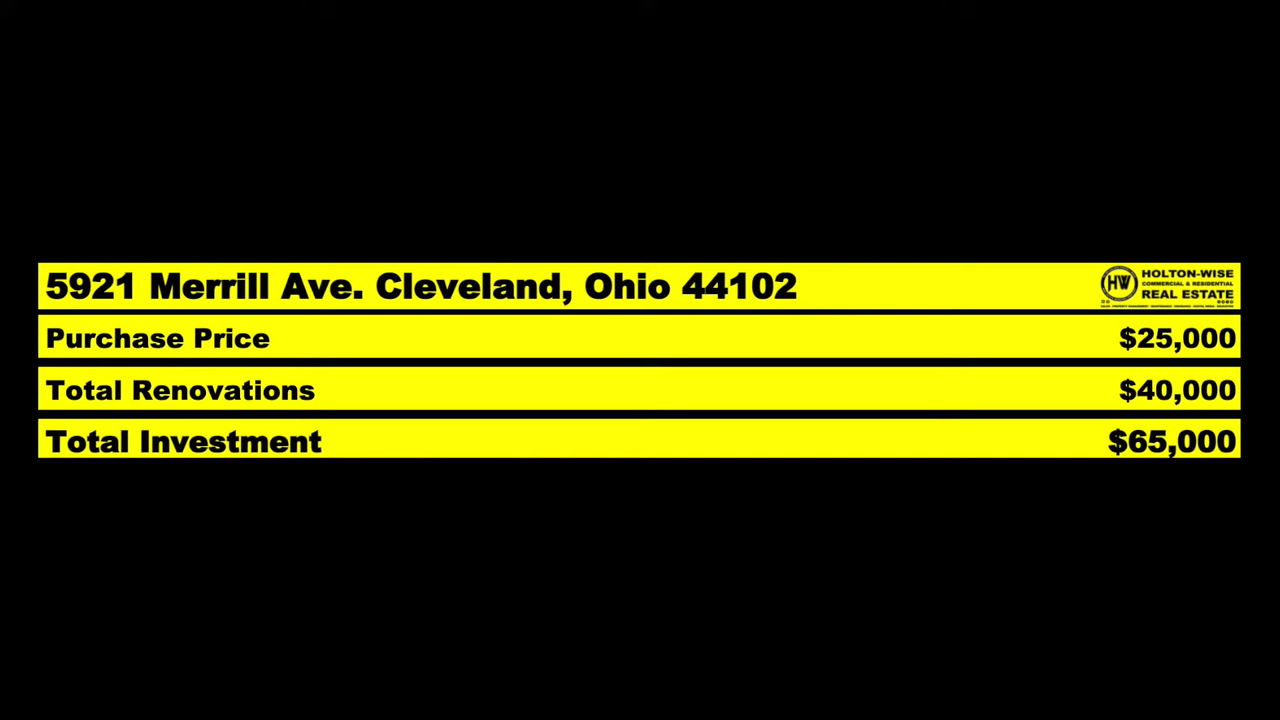 5921 Merrill Ave. Cleveland, Ohio 44102
HOLTON-WISE
COMMERCIAL & RESIDENTIAL
REAL ESTATE
HW
Purchase Price $25,000
Total Renovations $40,000
Total Investment $65,000